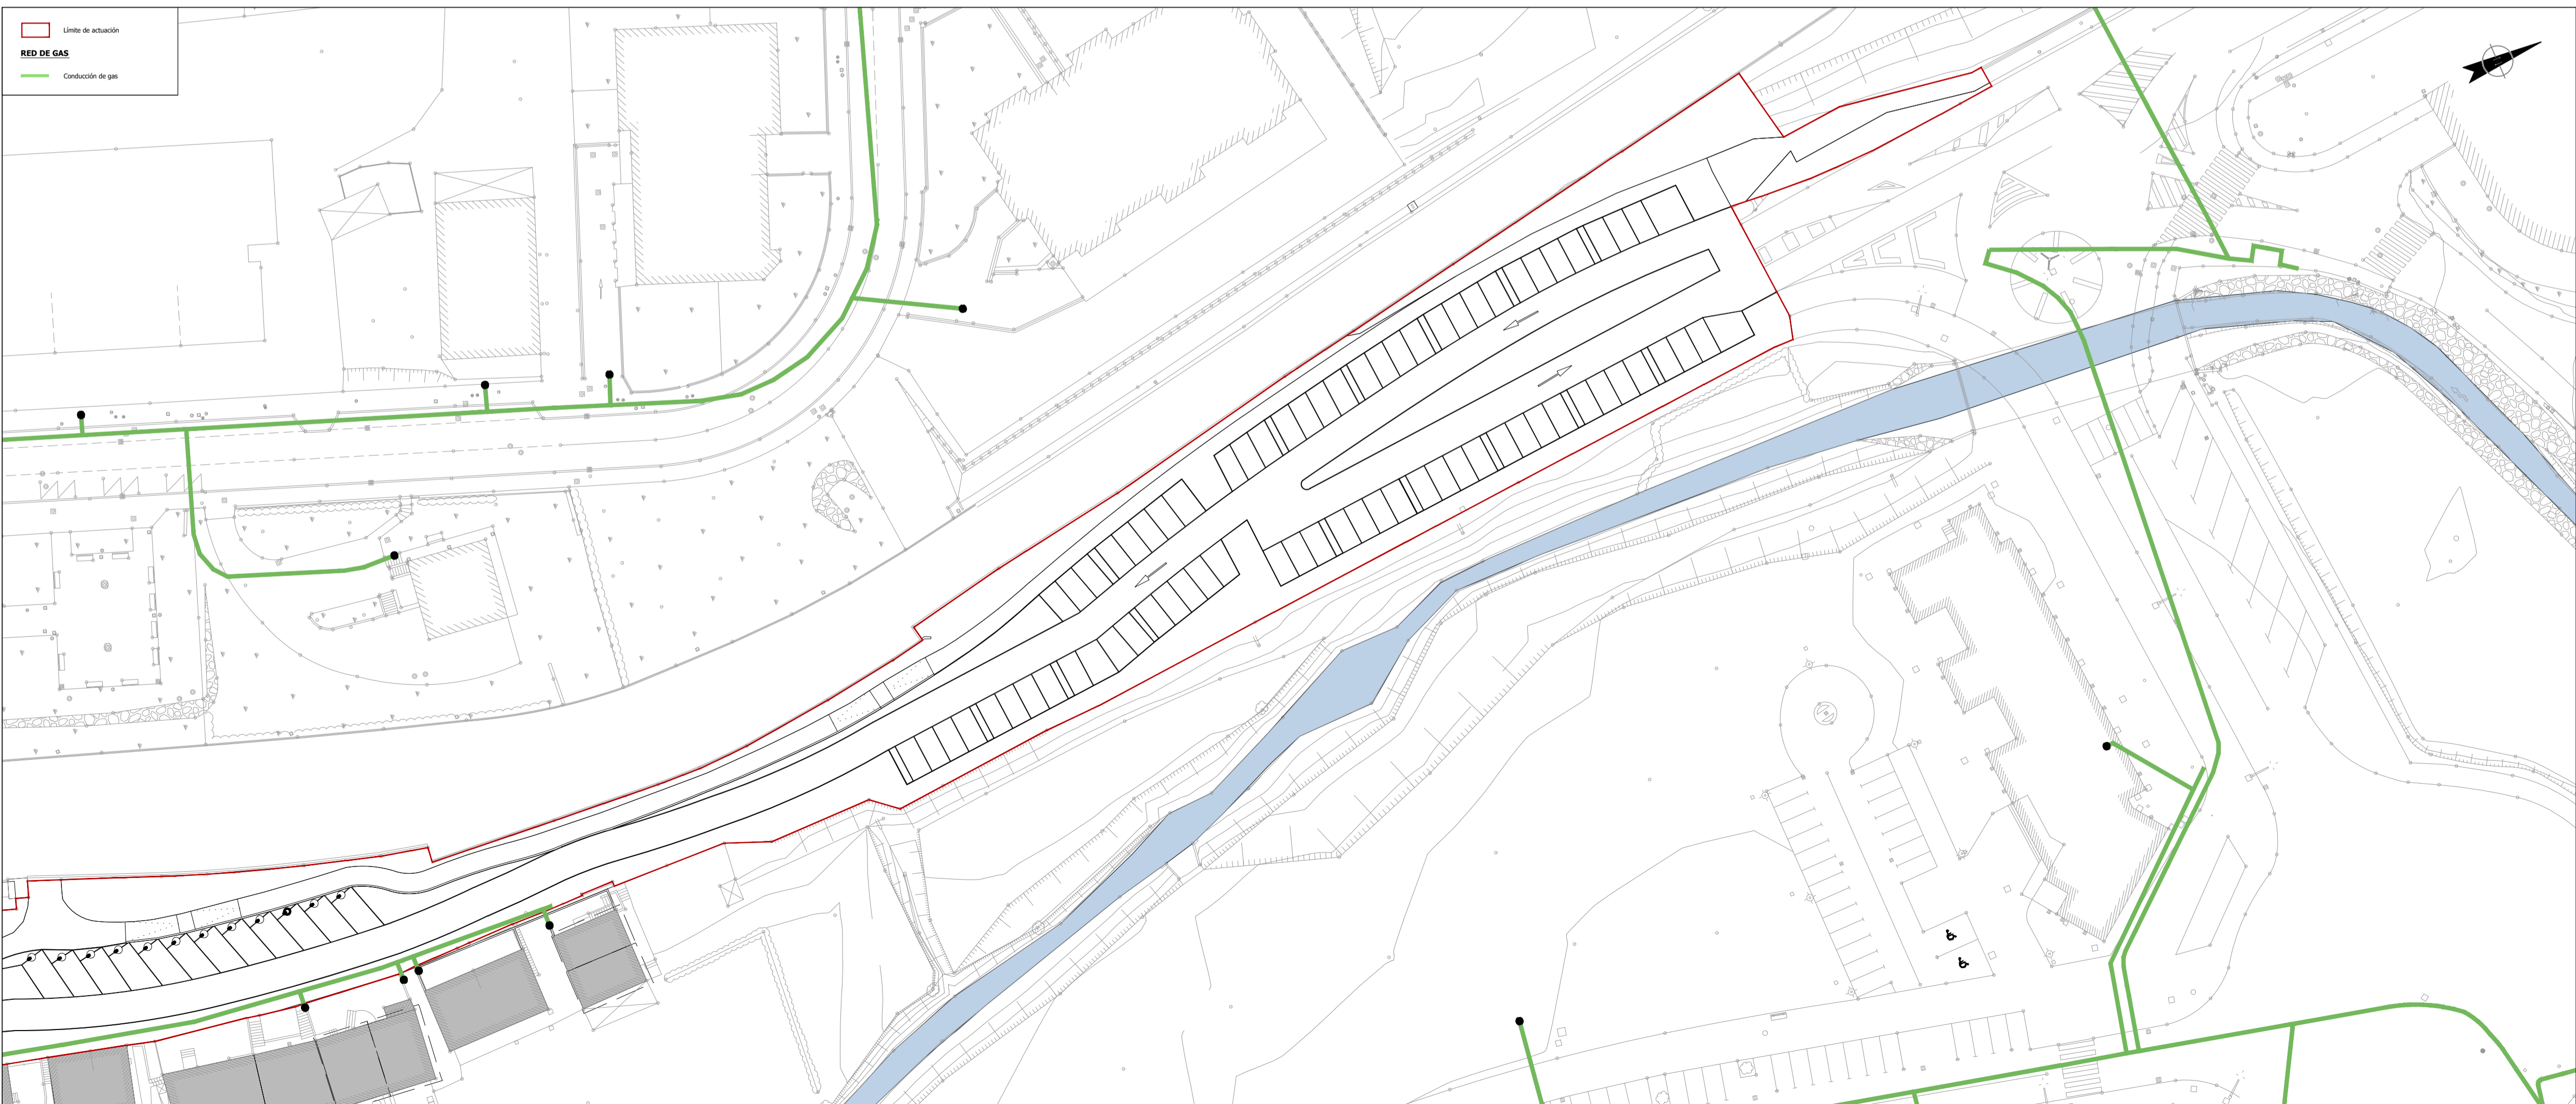 Límite de actuación
RED DE GAS
Conducción de gas